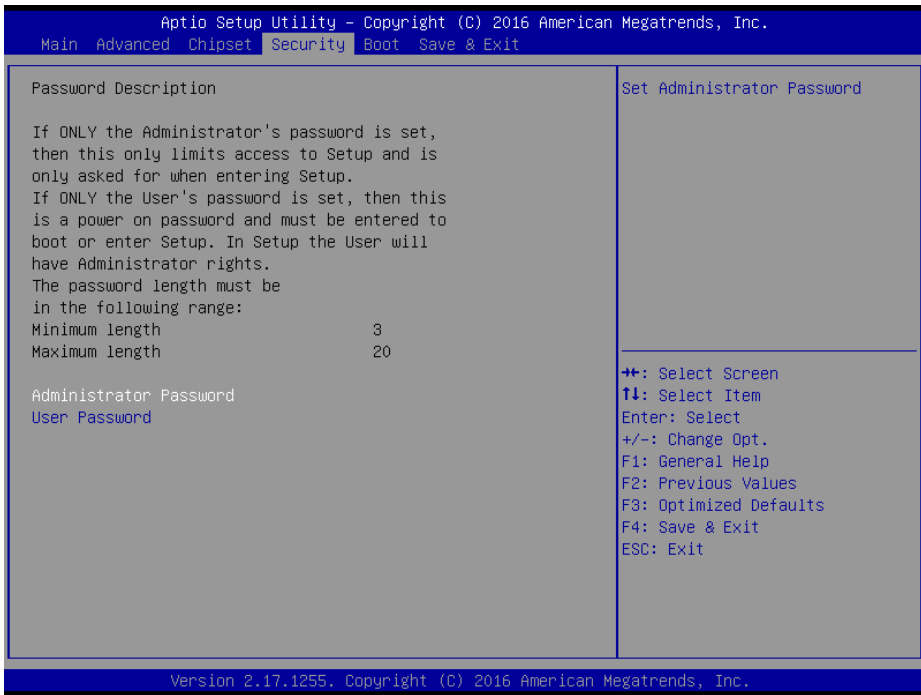 Aptio Setup Utility – Copyright (C) 2016 American Megatrends, Inc.
Main Advanced Chipset Security Boot Save & Exit
Password Description
If ONLY the Administrator's password is set,
then this only limits access to Setup and is
only asked for when entering Setup.
If ONLY the User's password is set, then this
is a power on password and must be entered to
boot or enter Setup. In Setup the User will
have Administrator rights.
The password length must be
in the following range:
Minimum length 3
Maximum length 20
Administrator Password
User Password
Set Administrator Password
→←: Select Screen
↑↓: Select Item
Enter: Select
+/-: Change Opt.
F1: General Help
F2: Previous Values
F3: Optimized Defaults
F4: Save & Exit
ESC: Exit
Version 2.17.1255. Copyright (C) 2016 American Megatrends, Inc.